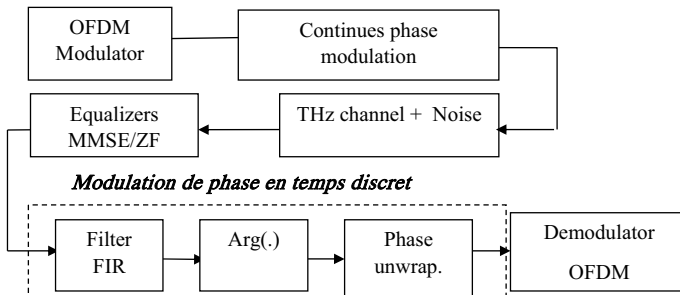 OFDM
Modulator
Continues phase
modulation
Equalizers
MMSE/ZF
THz channel + Noise
Modulation de phase en temps discret
Filter
FIR
Arg(.)
Phase
unwrap.
Demodulator
OFDM